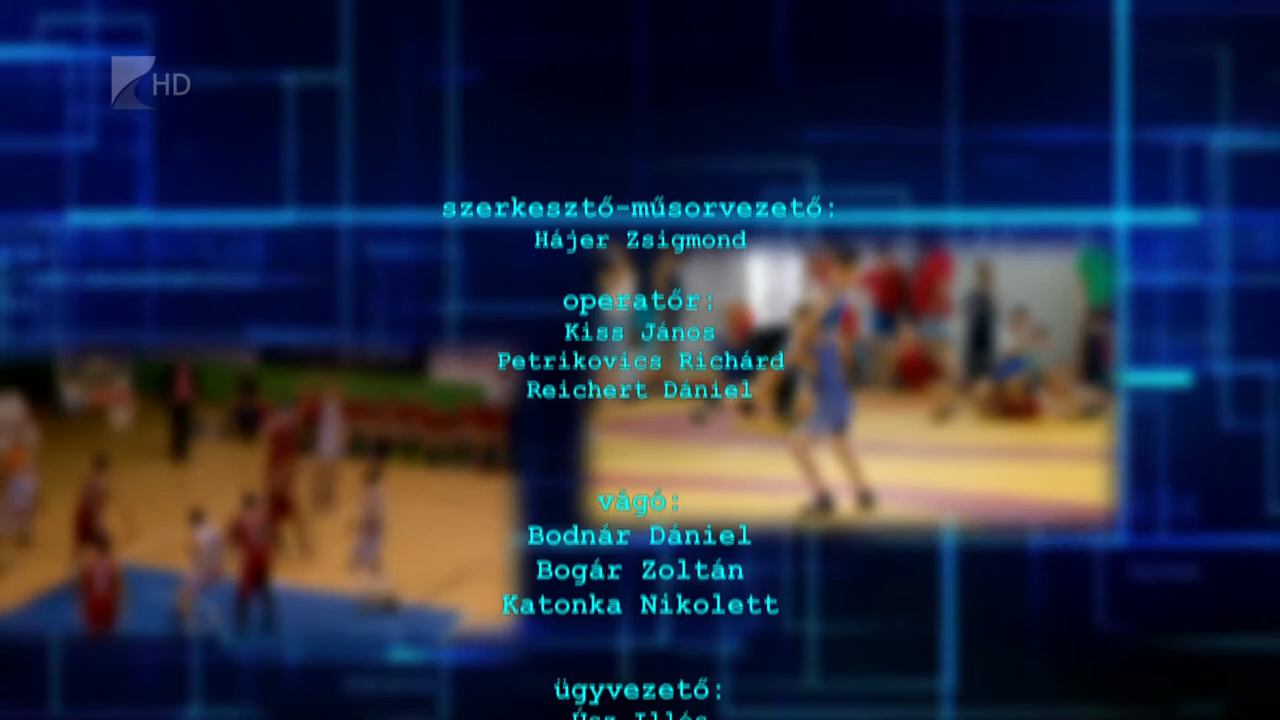 HD
szerkesztő-műsorvezető:
Hájer Zsigmond
operatőr:
Kiss János
Petrikovics Richárd
Reichert Dániel
vágó:
Bodnár Dániel
Bogár Zoltán
Katonka Nikolett
ügyvezető: